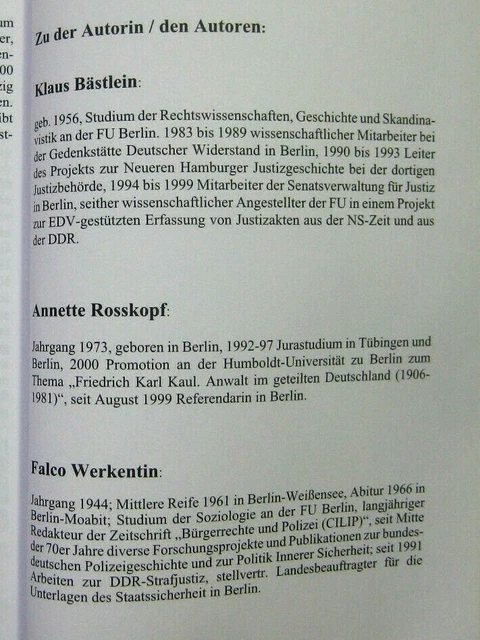 um
er,
en-
00
zig
en.
ibt
st-
Zu der Autorin / den Autoren:
Klaus Bästlein:
geb. 1956, Studium der Rechtswissenschaften, Geschichte und Skandina-
vistik an der FU Berlin. 1983 bis 1989 wissenschaftlicher Mitarbeiter bei
der Gedenkstätte Deutscher Widerstand in Berlin, 1990 bis 1993 Leiter
des Projekts zur Neueren Hamburger Justizgeschichte bei der dortigen
Justizbehörde, 1994 bis 1999 Mitarbeiter der Senatsverwaltung für Justiz
in Berlin, seither wissenschaftlicher Angestellter der FU in einem Projekt
zur EDV-gestützten Erfassung von Justizakten aus der NS-Zeit und aus
der DDR.
Annette Rosskopf:
Jahrgang 1973, geboren in Berlin, 1992-97 Jurastudium in Tübingen und
Berlin, 2000 Promotion an der Humboldt-Universität zu Berlin zum
Thema „Friedrich Karl Kaul. Anwalt im geteilten Deutschland (1906-
1981)“, seit August 1999 Referendarin in Berlin.
Falco Werkentin:
Jahrgang 1944; Mittlere Reife 1961 in Berlin-Weißensee, Abitur 1966 in
Berlin-Moabit; Studium der Soziologie an der FU Berlin, langjähriger
Redakteur der Zeitschrift „Bürgerrechte und Polizei (CILIP)“, seit Mitte
der 70er Jahre diverse Forschungsprojekte und Publikationen zur bundes-
deutschen Polizeigeschichte und zur Politik Innerer Sicherheit; seit 1991
Arbeiten zur DDR-Strafjustiz, stellvertr. Landesbeauftragter für die
Unterlagen des Staatssicherheit in Berlin.